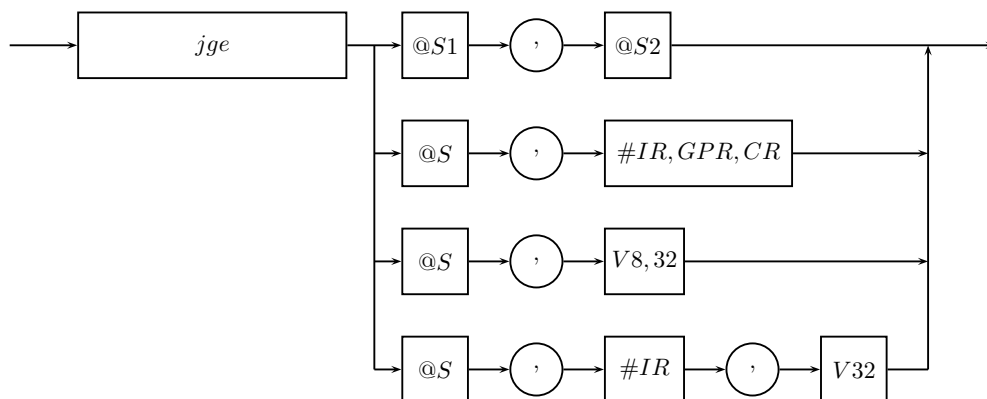 jge @S1 , @S2
@S , #IR, GPR, CR
@S , V8, 32
@S , #IR , V32